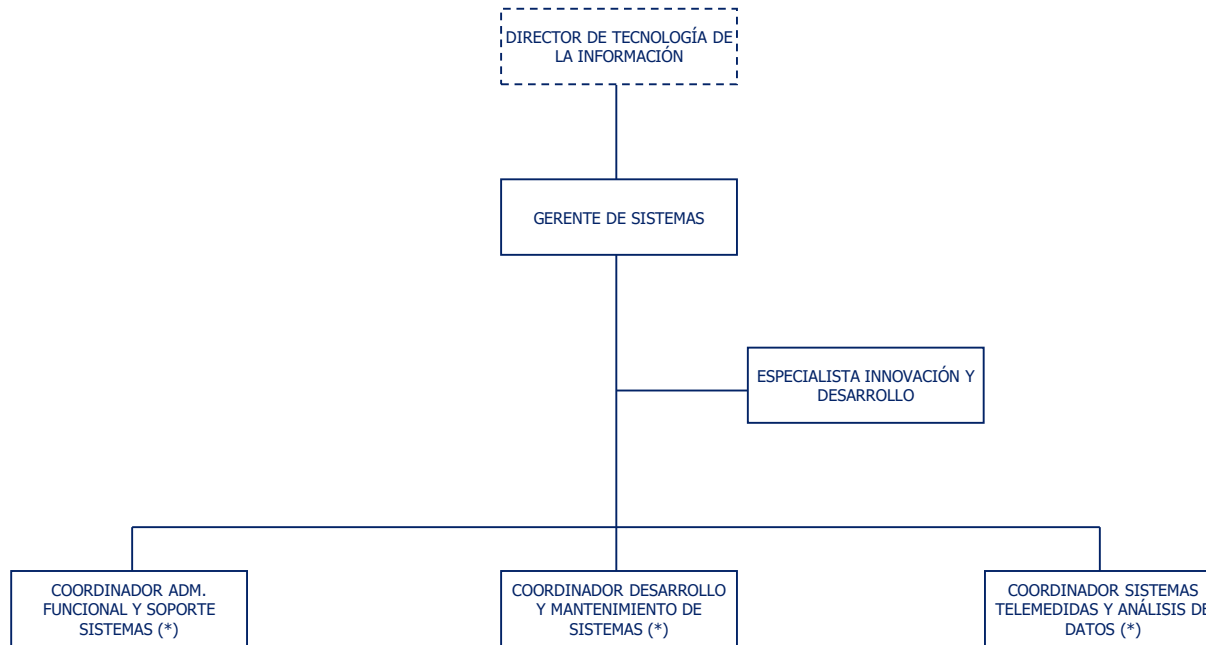 DIRECTOR DE TECNOLOGÍA DE
LA INFORMACIÓN
GERENTE DE SISTEMAS
ESPECIALISTA INNOVACIÓN Y
DESARROLLO
COORDINADOR ADM.
FUNCIONAL Y SOPORTE
SISTEMAS (*)
COORDINADOR DESARROLLO
Y MANTENIMIENTO DE
SISTEMAS (*)
COORDINADOR SISTEMAS
TELEMEDIDAS Y ANÁLISIS DE
DATOS (*)